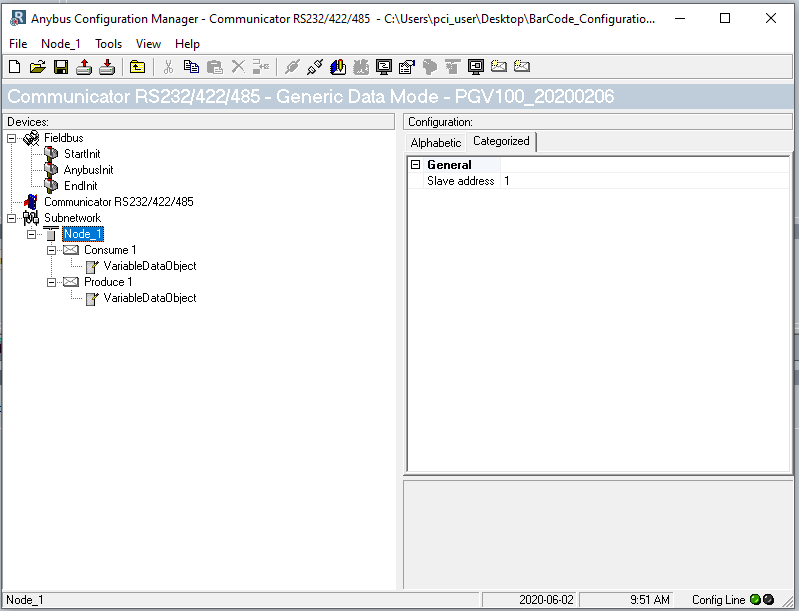 Anybus Configuration Manager - Communicator RS232/422/485 - C:\Users\pci_user\Desktop\BarCode_Configuratio...
File Node_1 Tools View Help
Communicator RS232/422/485 - Generic Data Mode - PGV100_20200206
Devices:
Fieldbus
StartInit
AnybusInit
EndInit
Communicator RS232/422/485
Subnetwork
Node_1
Consume 1
VariableDataObject
Produce 1
VariableDataObject
Configuration:
Alphabetic Categorized
General
Slave address 1
Node_1 2020-06-02 9:51 AM Config Line